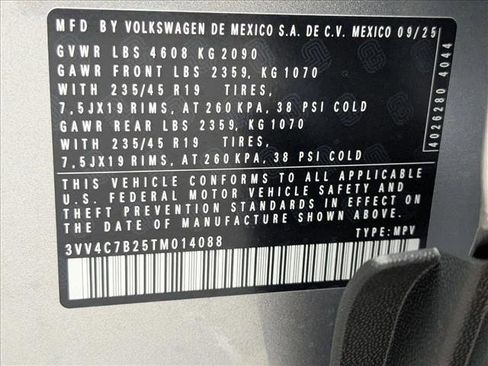 MFD BY VOLKSWAGEN DE MEXICO S.A. DE C.V. MEXICO 09/25
GVWR LBS 4608 KG 2090
GAWR FRONT LBS 2359, KG 1070
WITH 235/45 R19 TIRES,
7,5JX19 RIMS, AT 260 KPA, 38 PSI COLD
GAWR REAR LBS 2359, KG 1070
WITH 235/45 R19 TIRES,
7,5JX19 RIMS, AT 260 KPA, 38 PSI COLD
THIS VEHICLE CONFORMS TO ALL APPLICABLE
U.S. FEDERAL MOTOR VEHICLE SAFETY AND
THEFT PREVENTION STANDARDS IN EFFECT ON
THE DATE OF MANUFACTURE SHOWN ABOVE.
3VV4C7B25TM014088 TYPE: MPV
4026280 4044